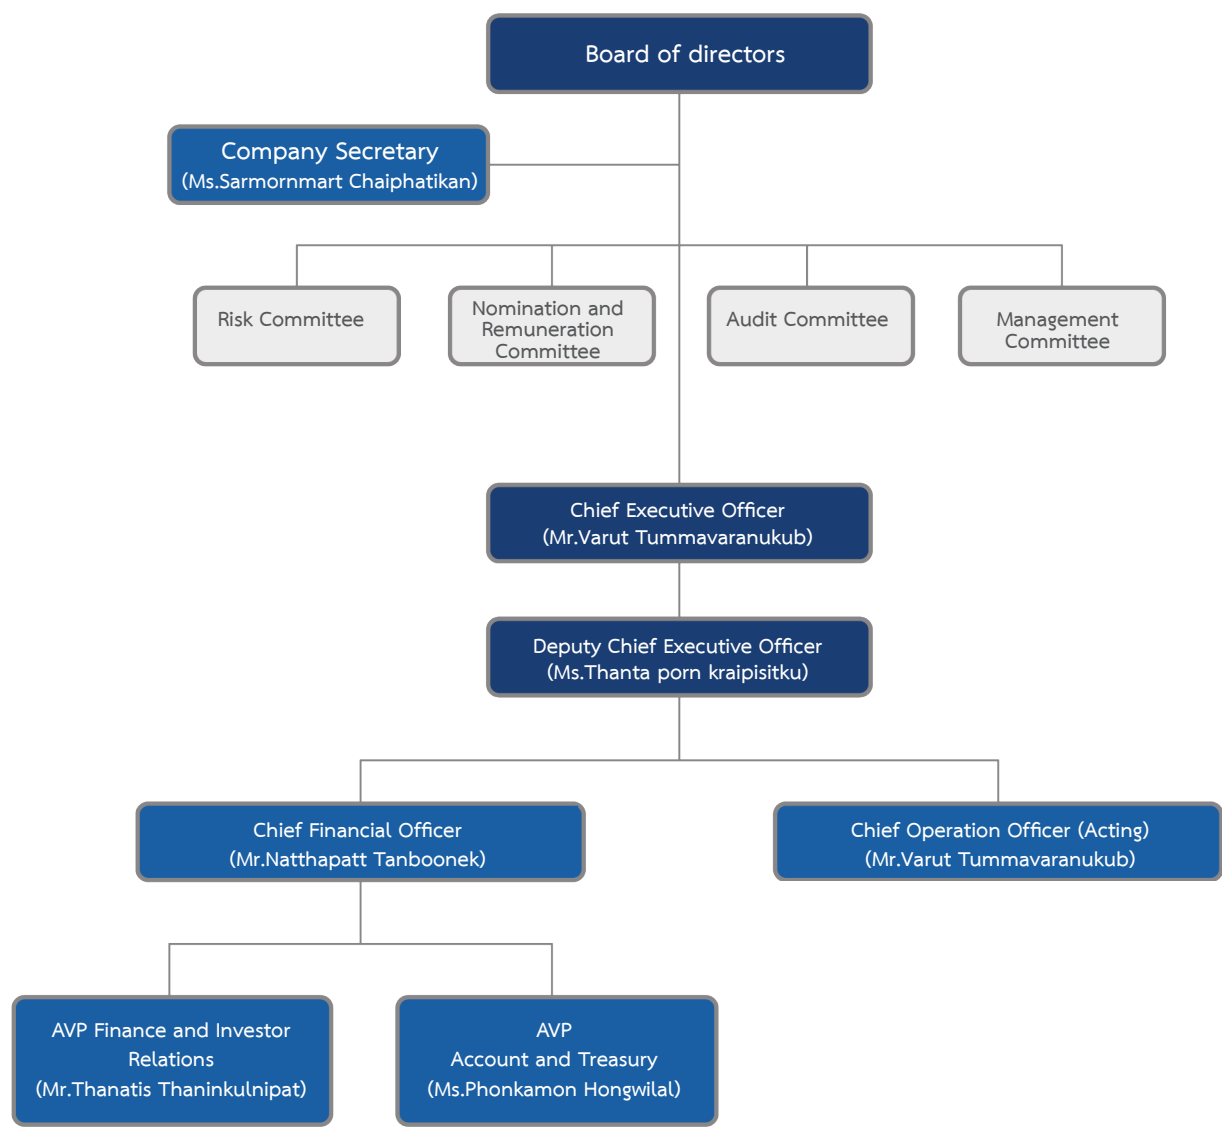 Board of directors
Company Secretary
(Ms.Sarmornmart Chaiphatikan)
Risk Committee
Nomination and
Remuneration
Committee
Audit Committee
Management
Committee
Chief Executive Officer
(Mr.Varut Tummavaranukub)
Deputy Chief Executive Officer
(Ms.Thanta porn kraipisitku)
Chief Financial Officer
(Mr.Natthapatt Tanboonek)
Chief Operation Officer (Acting)
(Mr.Varut Tummavaranukub)
AVP Finance and Investor
Relations
(Mr.Thanatis Thaninkulnipat)
AVP
Account and Treasury
(Ms.Phonkamon Hongwilal)